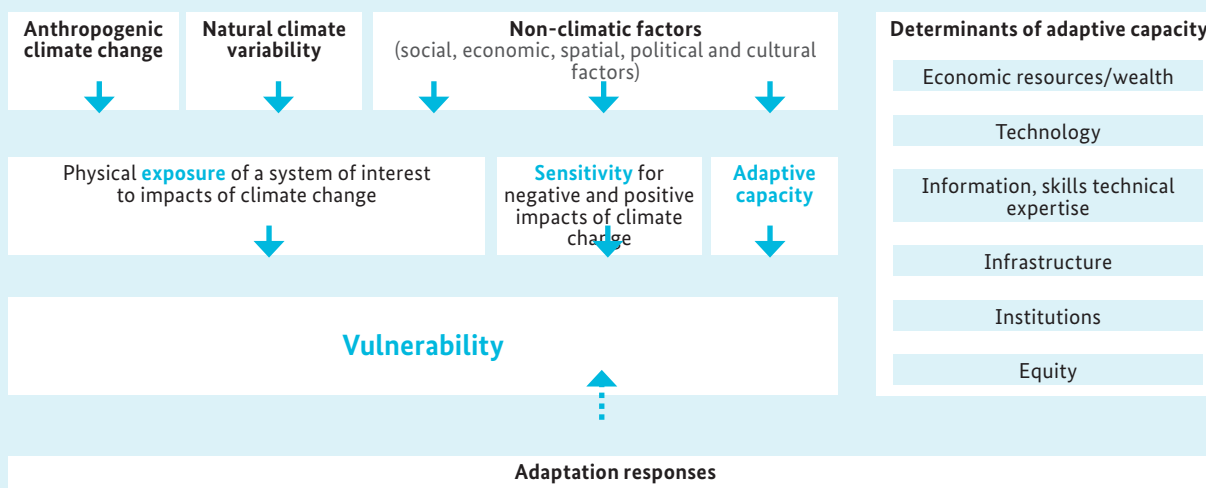 Anthropogenic
climate change
Natural climate
variability
Non-climatic factors
(social, economic, spatial, political and cultural
factors)
Physical exposure of a system of interest
to impacts of climate change
Sensitivity for
negative and positive
impacts of climate
change
Adaptive
capacity
Vulnerability
Adaptation responses
Determinants of adaptive capacity
Economic resources/wealth
Technology
Information, skills technical
expertise
Infrastructure
Institutions
Equity